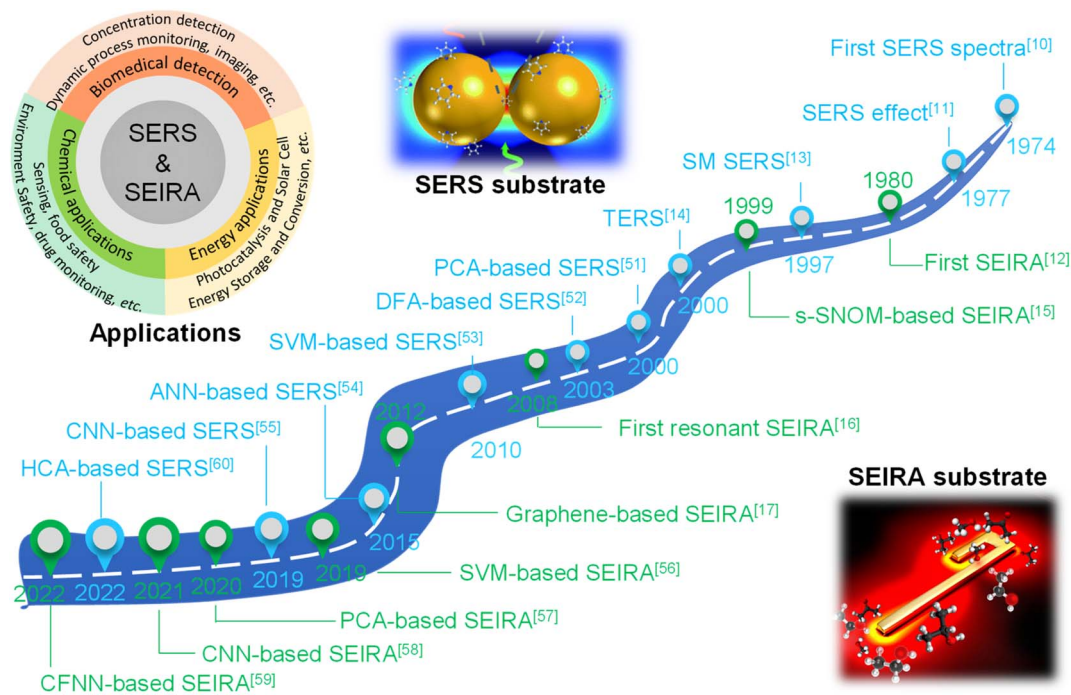 Concentration detection
Dynamic process monitoring, imaging, etc.
Biomedical detection
Chemical applications
Sensing, food safety
Environment Safety, drug monitoring, etc.
Energy applications
Photocatalysis and Solar Cell
Energy Storage and Conversion, etc.
SERS
&
SEIRA
Applications
SERS substrate
First SERS spectra[10]
1974
SERS effect[11]
1977
1980
First SEIRA[12]
SM SERS[13]
1997
1999
s-SNOM-based SEIRA[15]
TERS[14]
2000
PCA-based SERS[51]
2000
DFA-based SERS[52]
2003
2008
First resonant SEIRA[16]
SVM-based SERS[53]
2010
2012
Graphene-based SEIRA[17]
ANN-based SERS[54]
2015
2019
SVM-based SEIRA[56]
CNN-based SERS[55]
2019
2020
PCA-based SEIRA[57]
2021
CNN-based SEIRA[58]
HCA-based SERS[60]
2022
2022
CFNN-based SEIRA[59]
SEIRA substrate